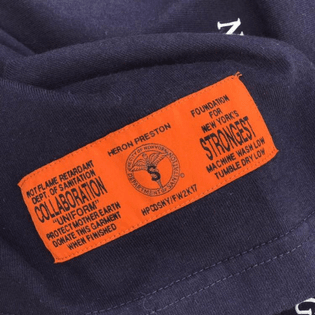 NOT FLAME RETARDANT
DEPT. OF SANITATION
COLLABORATION
"UNIFORM"
PROTECT MOTHER EARTH
DONATE THIS GARMENT
WHEN FINISHED
HERON PRESTON
S
HPCDSNY/FW2K17
FOUNDATION
FOR
NEW YORK'S
STRONGEST
MACHINE WASH LOW
TUMBLE DRY LOW
N
G